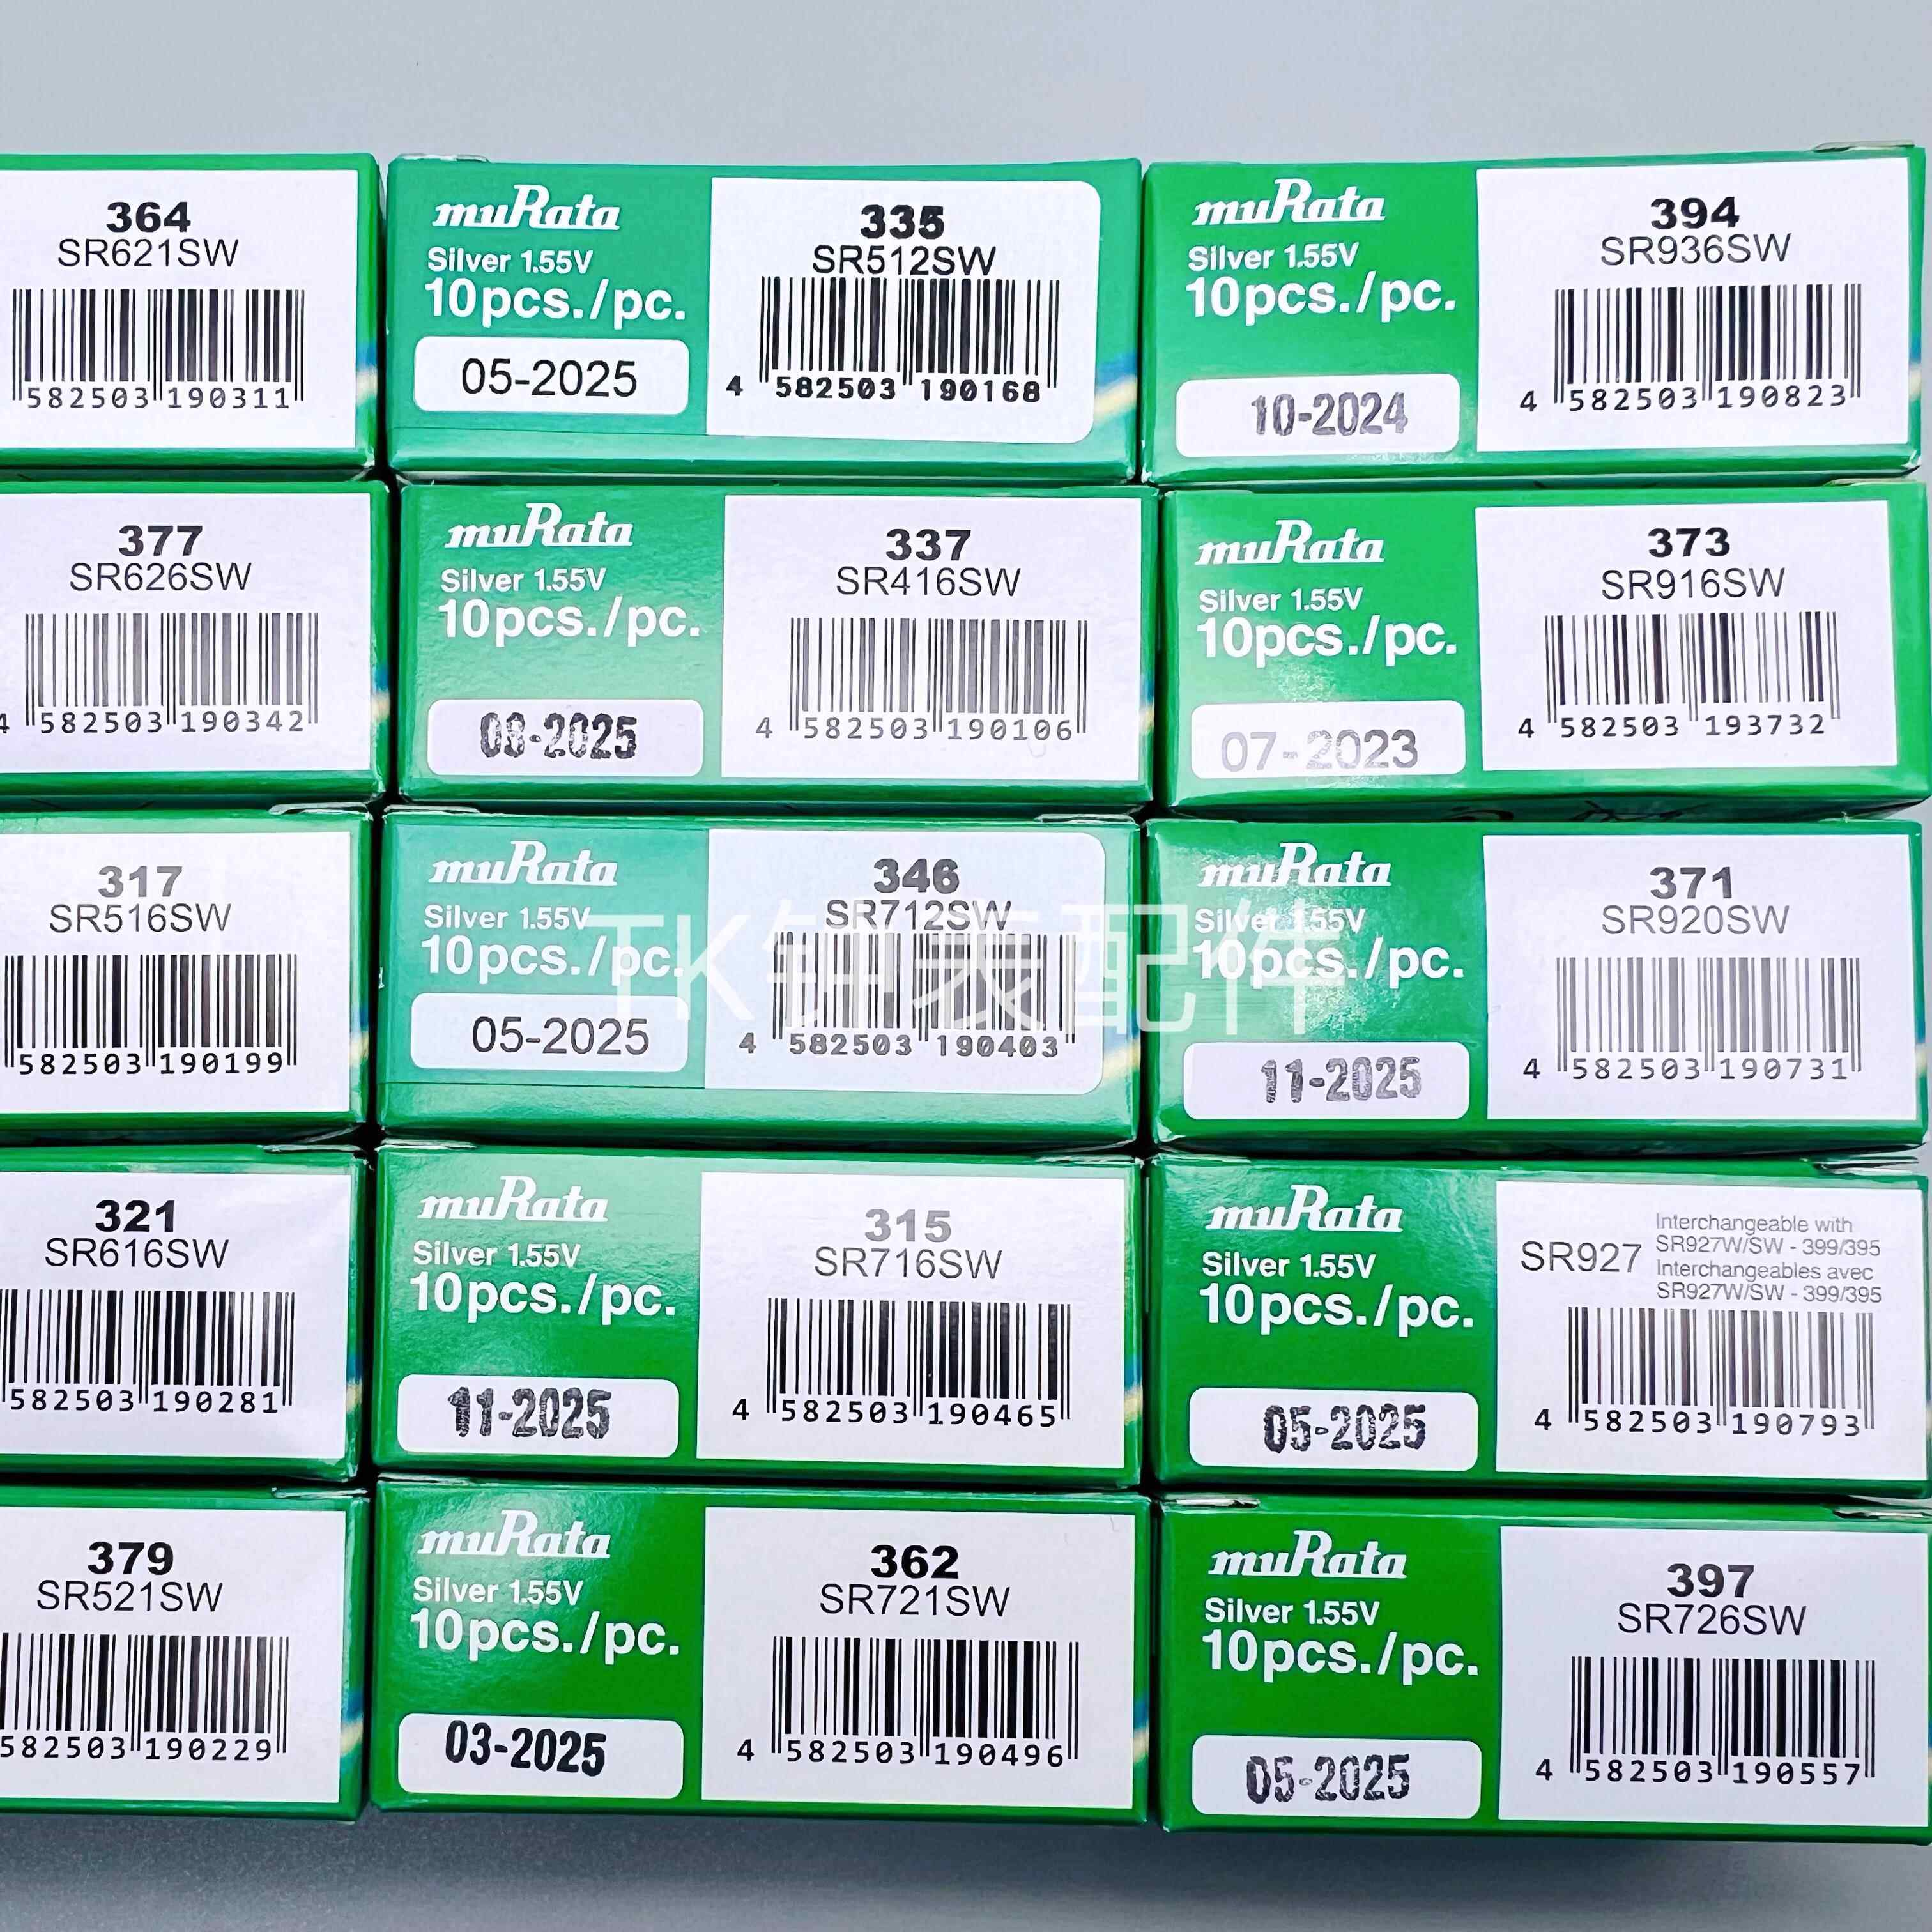 364
SR621SW
582503 190311
muRata
Silver 1.55V
10pcs./pc.
05-2025
335
SR512SW
4 582503 190168
muRata
Silver 1.55V
10pcs./pc.
10-2024
394
SR936SW
4 582503 190823
377
SR626SW
4 582503 190342
muRata
Silver 1.55V
10pcs./pc.
337
SR416SW
4 582503 190106
muRata
Silver 1.55V
10pcs./pc.
07-2023
373
SR916SW
4 582503 193732
317
SR516SW
582503 190199
muRata
Silver 1.55V
10pcs./pc.
05-2025
346
SR712SW
4 582503 190403
muRata
Silver 1.55V
10pcs./pc.
11-2025
371
SR920SW
4 582503 190731
TK钟表配件
321
SR616SW
582503 190281
muRata
Silver 1.55V
10pcs./pc.
11-2025
315
SR716SW
4 582503 190465
muRata
Silver 1.55V
10pcs./pc.
05-2025
SR927
Interchangeable with
SR927W/SW - 399/395
Interchangeables avec
SR927W/SW - 399/395
4 582503 190793
379
SR521SW
582503 190229
muRata
Silver 1.55V
10pcs./pc.
03-2025
362
SR721SW
4 582503 190496
muRata
Silver 1.55V
10pcs./pc.
05-2025
397
SR726SW
4 582503 190557